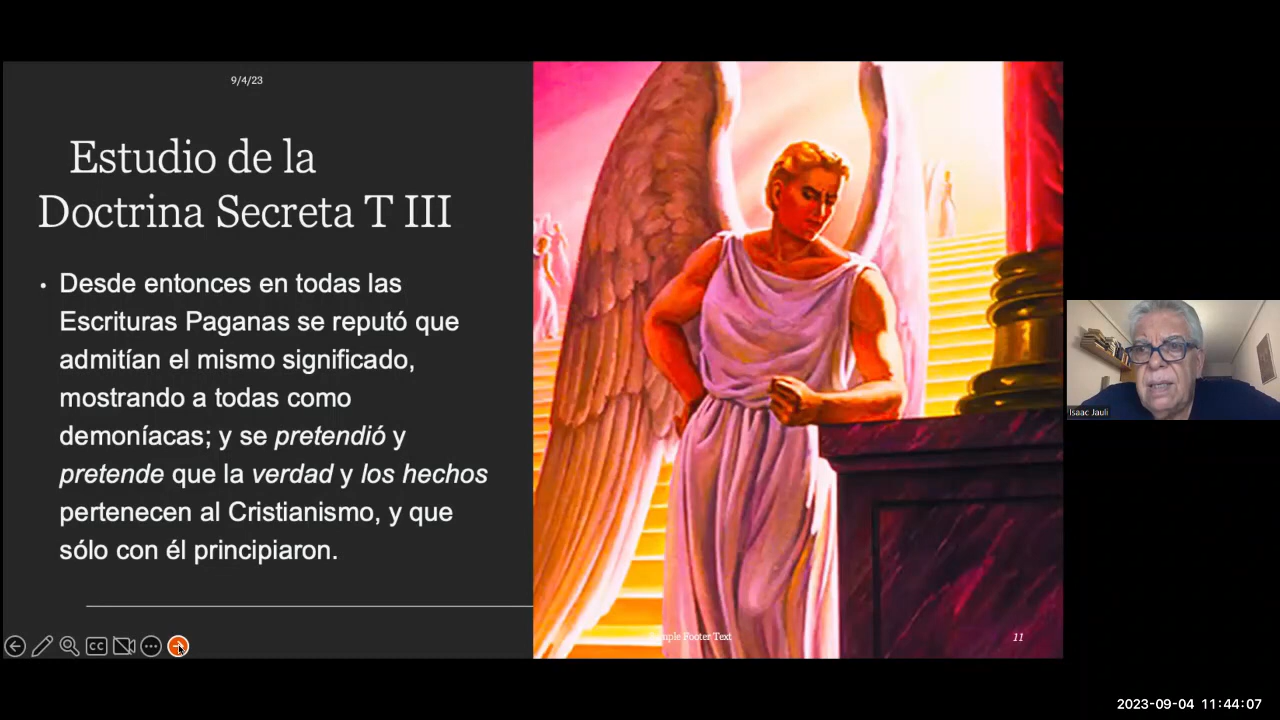 9/4/23
Estudio de la
Doctrina Secreta T III
• Desde entonces en todas las
Escrituras Paganas se reputó que
admitían el mismo significado,
mostrando a todas como
demoníacas; y se pretendió y
pretende que la verdad y los hechos
pertenecen al Cristianismo, y que
sólo con él principiaron.
CC
Footer Text
11
Isaac Jauli
2023-09-04 11:44:07